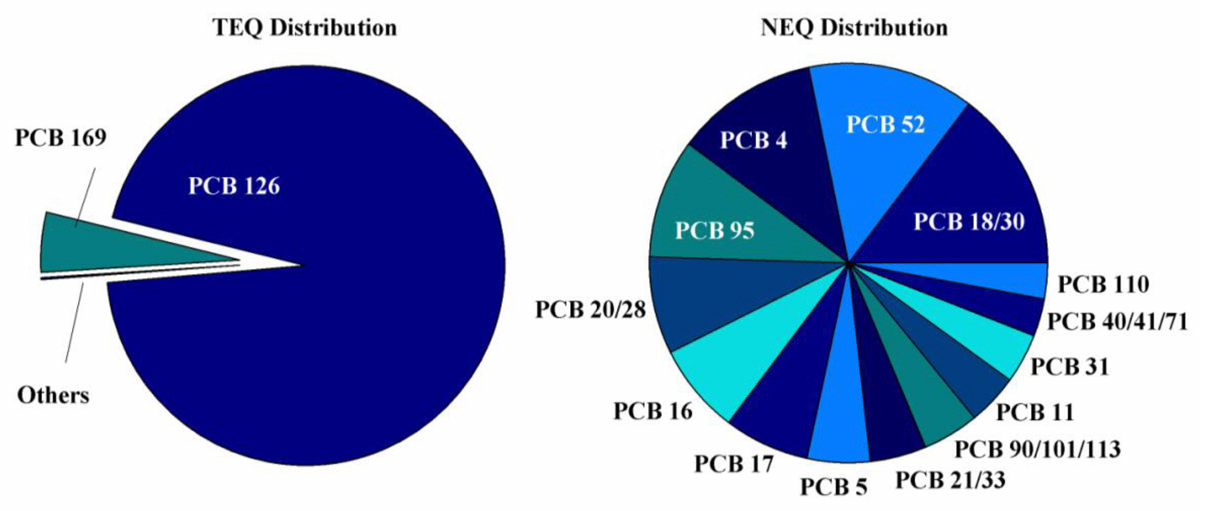 TEQ Distribution
PCB 169
PCB 126
Others
NEQ Distribution
PCB 52
PCB 4
PCB 18/30
PCB 95
PCB 110
PCB 20/28
PCB 40/41/71
PCB 31
PCB 16
PCB 11
PCB 90/101/113
PCB 17
PCB 21/33
PCB 5